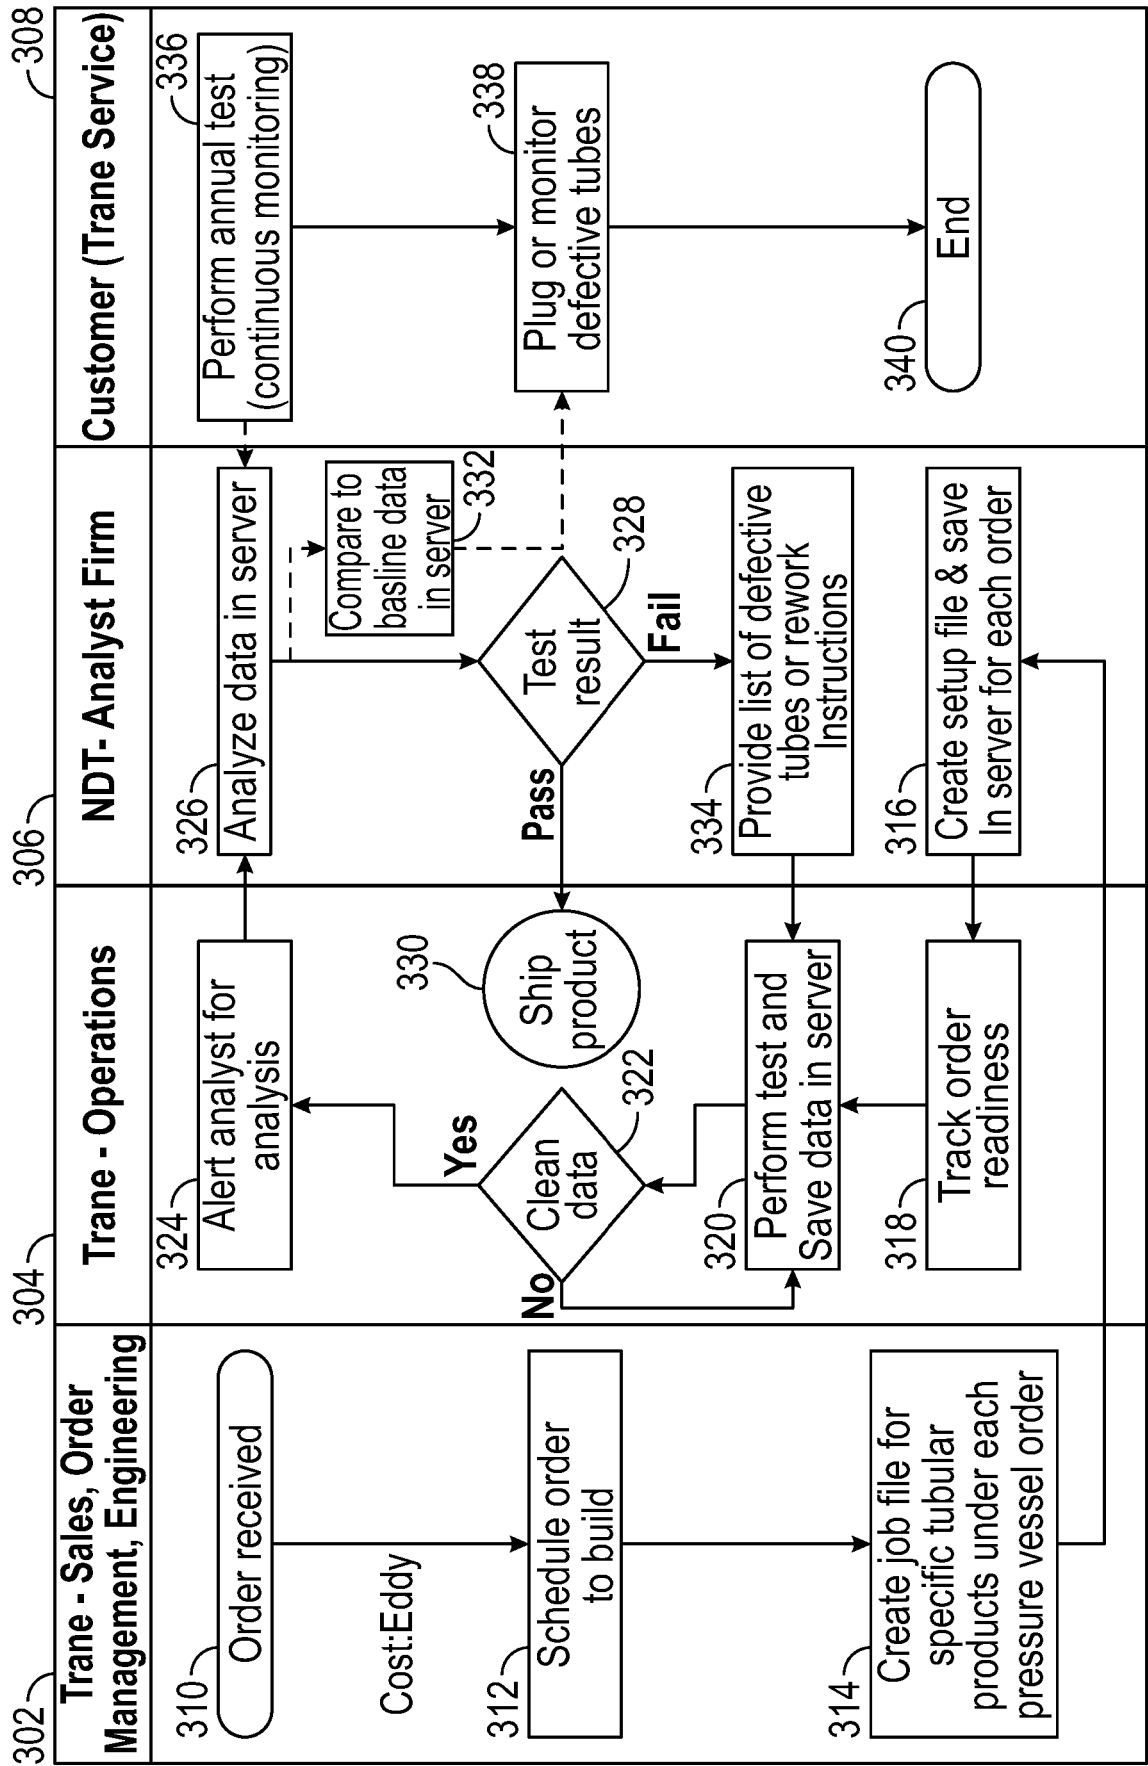 302
Trane - Sales, Order
Management, Engineering
310
Order received
Cost:Eddy
312
Schedule order
to build
314
Create job file for
specific tubular
products under each
pressure vessel order
304
Trane - Operations
324
Alert analyst for
analysis
Yes
No
Clean
data
322
330
Ship
product
320
Perform test and
Save data in server
318
Track order
readiness
306
NDT- Analyst Firm
326
Analyze data in server
Compare to
basline data
in server
332
Pass
Test
result
328
Fail
334
Provide list of defective
tubes or rework
Instructions
316
Create setup file & save
In server for each order
308
Customer (Trane Service)
336
Perform annual test
(continuous monitoring)
338
Plug or monitor
defective tubes
340
End